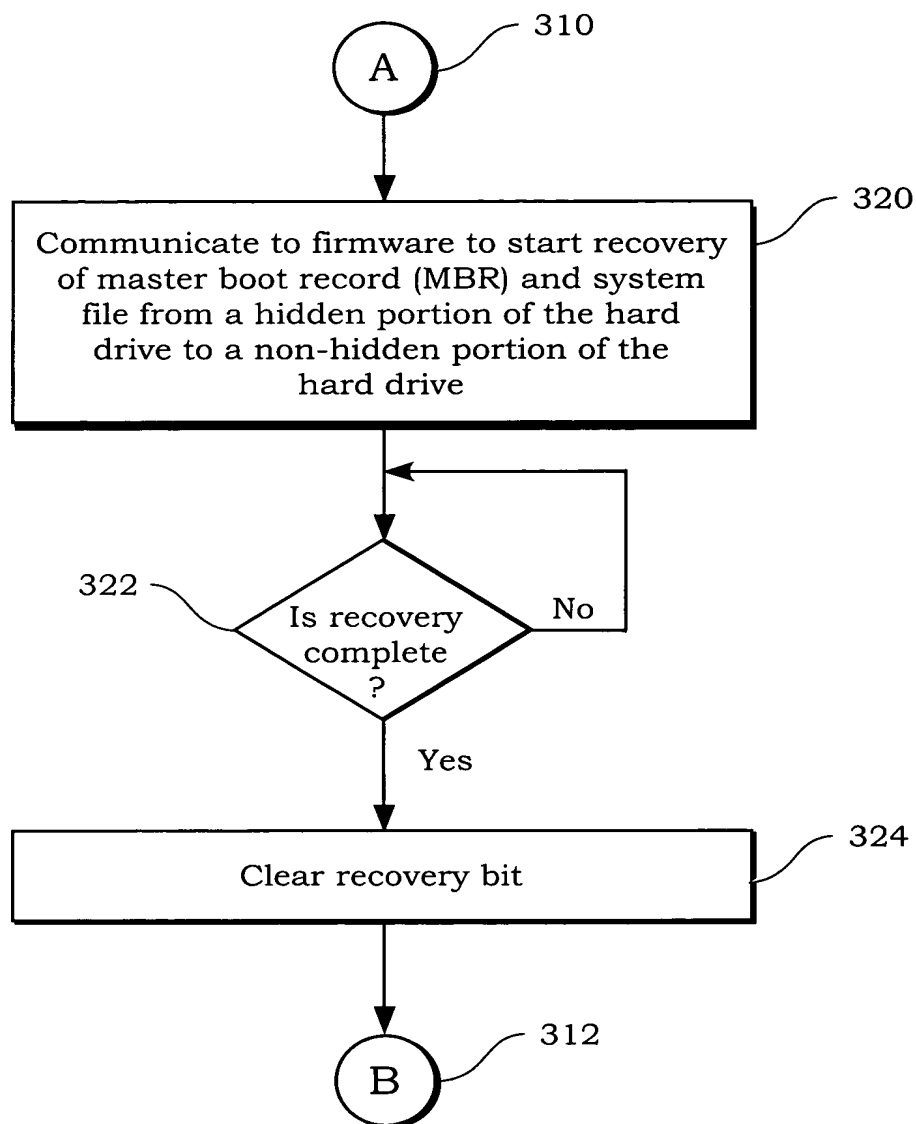 310
A
320
Communicate to firmware to start recovery
of master boot record (MBR) and system
file from a hidden portion of the hard
drive to a non-hidden portion of the
hard drive
322
Is recovery
complete
?
No
Yes
324
Clear recovery bit
312
B